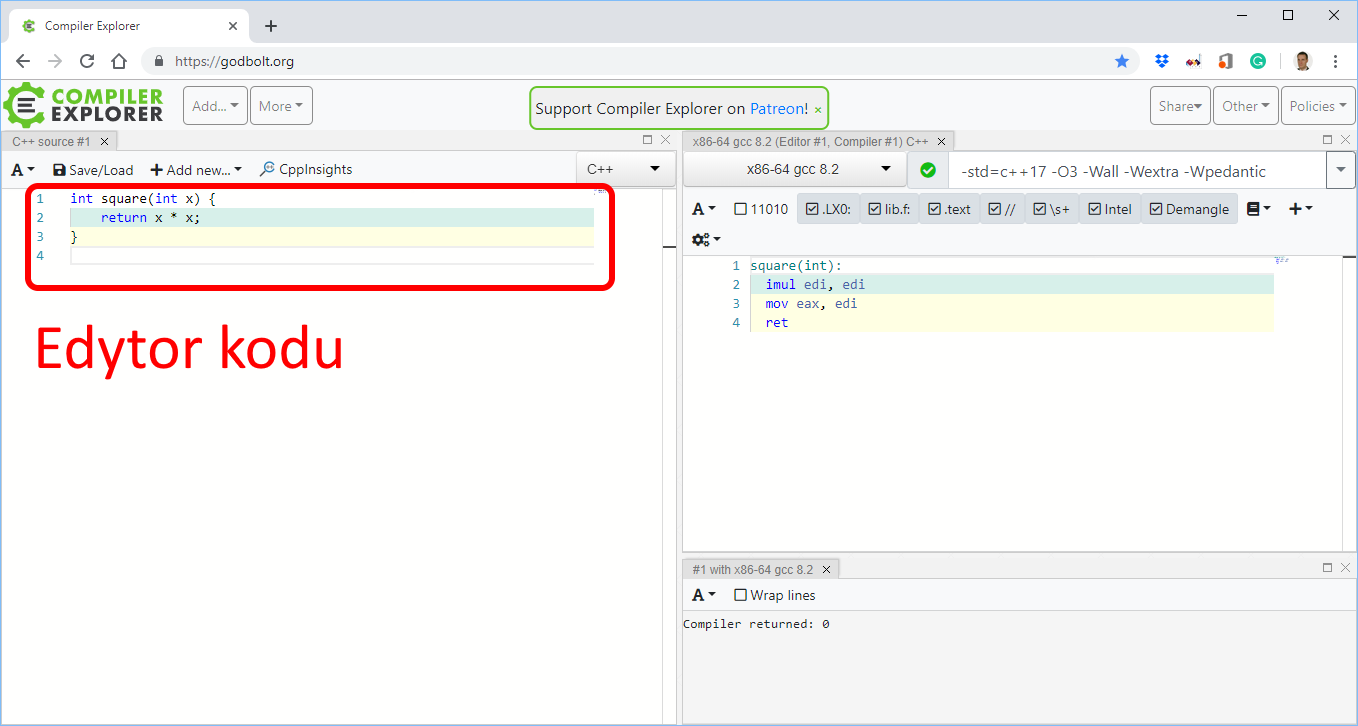 Compiler Explorer
https://godbolt.org
COMPILER
EXPLORER
Add...
More
Support Compiler Explorer on Patreon! ×
Share
Other
Policies
C++ source #1
A
Save/Load
Add new...
CppInsights
C++
1 int square(int x) {
2     return x * x;
3 }
4
Edytor kodu
x86-64 gcc 8.2 (Editor #1, Compiler #1) C++
x86-64 gcc 8.2
-std=c++17 -O3 -Wall -Wextra -Wpedantic
A
11010
.LX0:
lib.f:
.text
//
\s+
Intel
Demangle
1 square(int):
2   imul edi, edi
3   mov eax, edi
4   ret
#1 with x86-64 gcc 8.2
A
Wrap lines
Compiler returned: 0